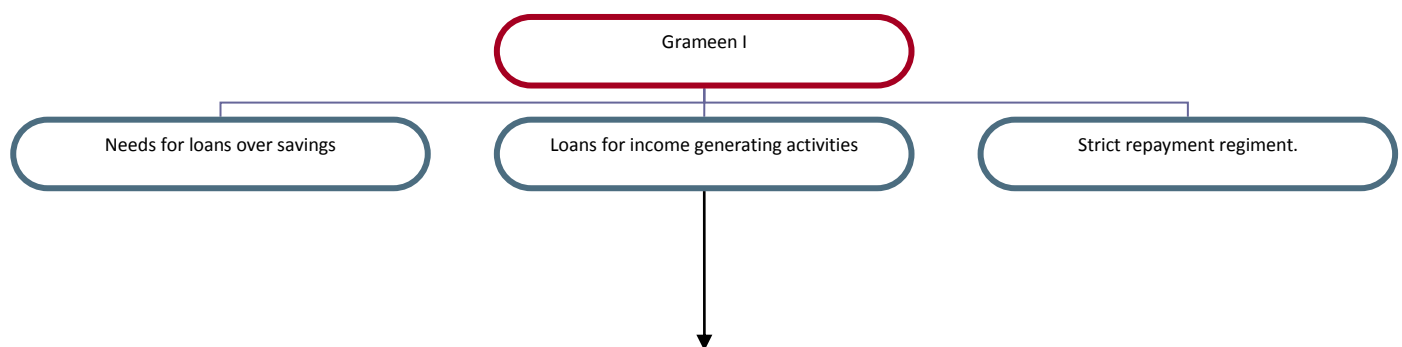 Grameen I
Needs for loans over savings
Loans for income generating activities
Strict repayment regiment.